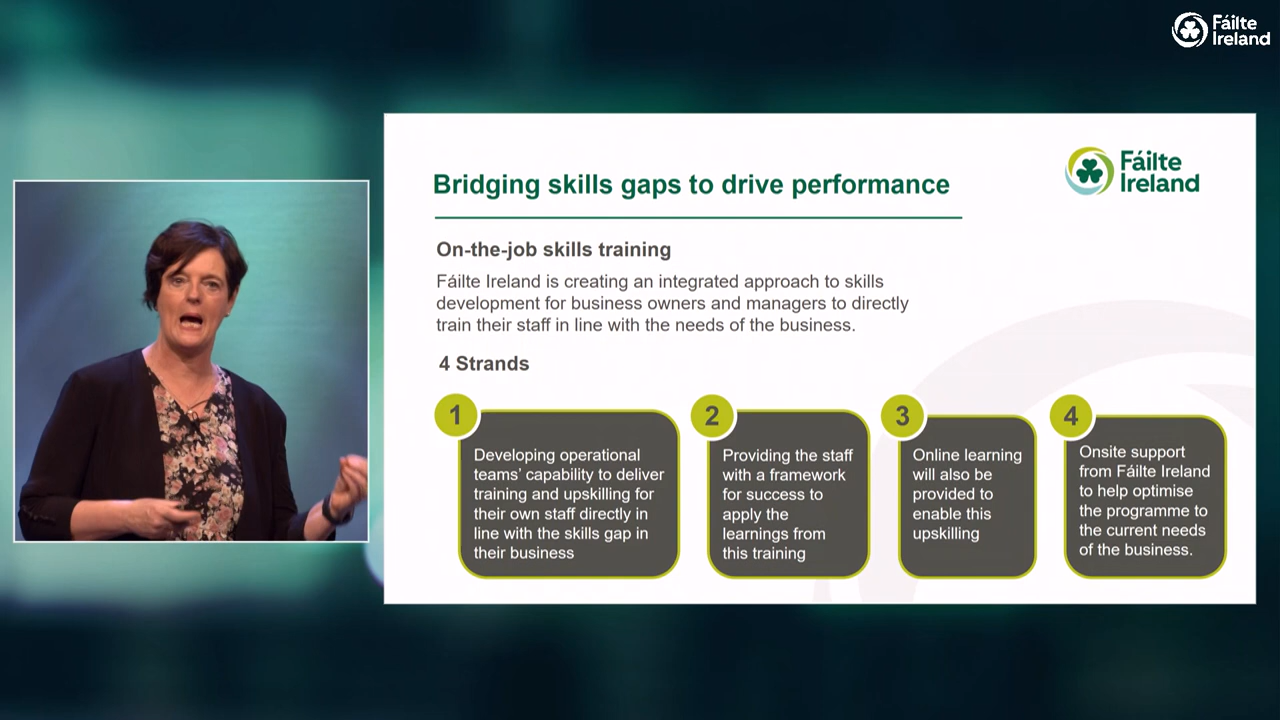 Fáilte
Ireland
Fáilte
Ireland
Bridging skills gaps to drive performance
On-the-job skills training
Fáilte Ireland is creating an integrated approach to skills
development for business owners and managers to directly
train their staff in line with the needs of the business.
4 Strands
1
Developing operational
teams’ capability to deliver
training and upskilling for
their own staff directly in
line with the skills gap in
their business
2
Providing the staff
with a framework
for success to
apply the
learnings from
this training
3
Online learning
will also be
provided to
enable this
upskilling
4
Onsite support
from Fáilte Ireland
to help optimise
the programme to
the current needs
of the business.